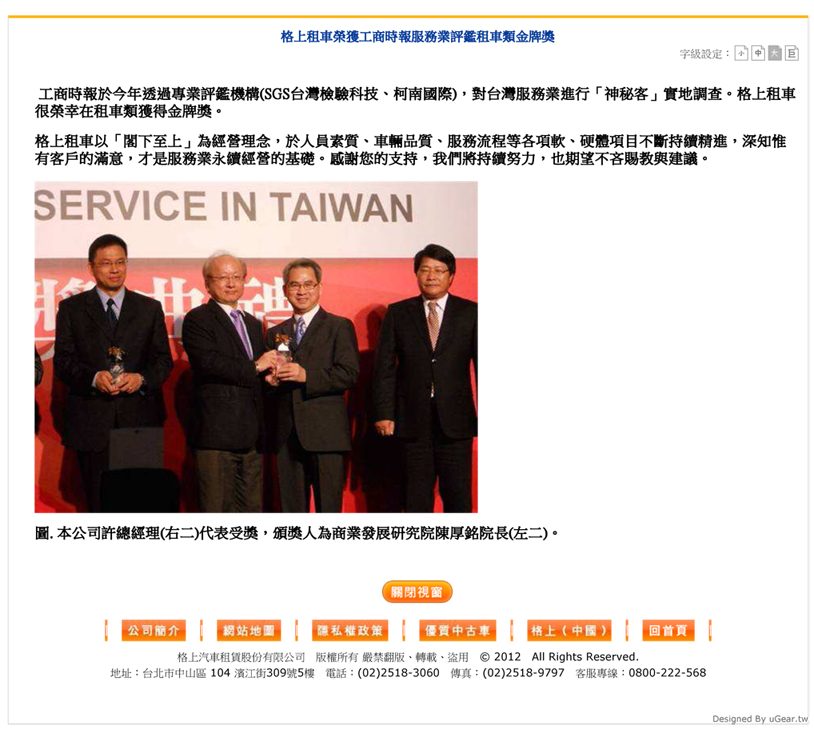 格上租車榮獲工商時報服務業評鑑租車類金牌獎
字級設定：小 中 大 巨
工商時報於今年透過專業評鑑機構(SGS台灣檢驗科技、柯南國際)，對台灣服務業進行「神秘客」實地調查。格上租車
很榮幸在租車類獲得金牌獎。
格上租車以「閣下至上」為經營理念，於人員素質、車輛品質、服務流程等各項軟、硬體項目不斷持續精進，深知惟
有客戶的滿意，才是服務業永續經營的基礎。感謝您的支持，我們將持續努力，也期望不吝賜教與建議。
SERVICE IN TAIWAN
圖. 本公司許總經理(右二)代表受獎，頒獎人為商業發展研究院陳厚銘院長(左二)。
關閉視窗
公司簡介 網站地圖 隱私權政策 優質中古車 格上（中國） 回首頁
格上汽車租賃股份有限公司 版權所有 嚴禁翻版、轉載、盜用 © 2012 All Rights Reserved.
地址：台北市中山區 104 濱江街309號5樓 電話：(02)2518-3060 傳真：(02)2518-9797 客服專線：0800-222-568
Designed By uGear.tw